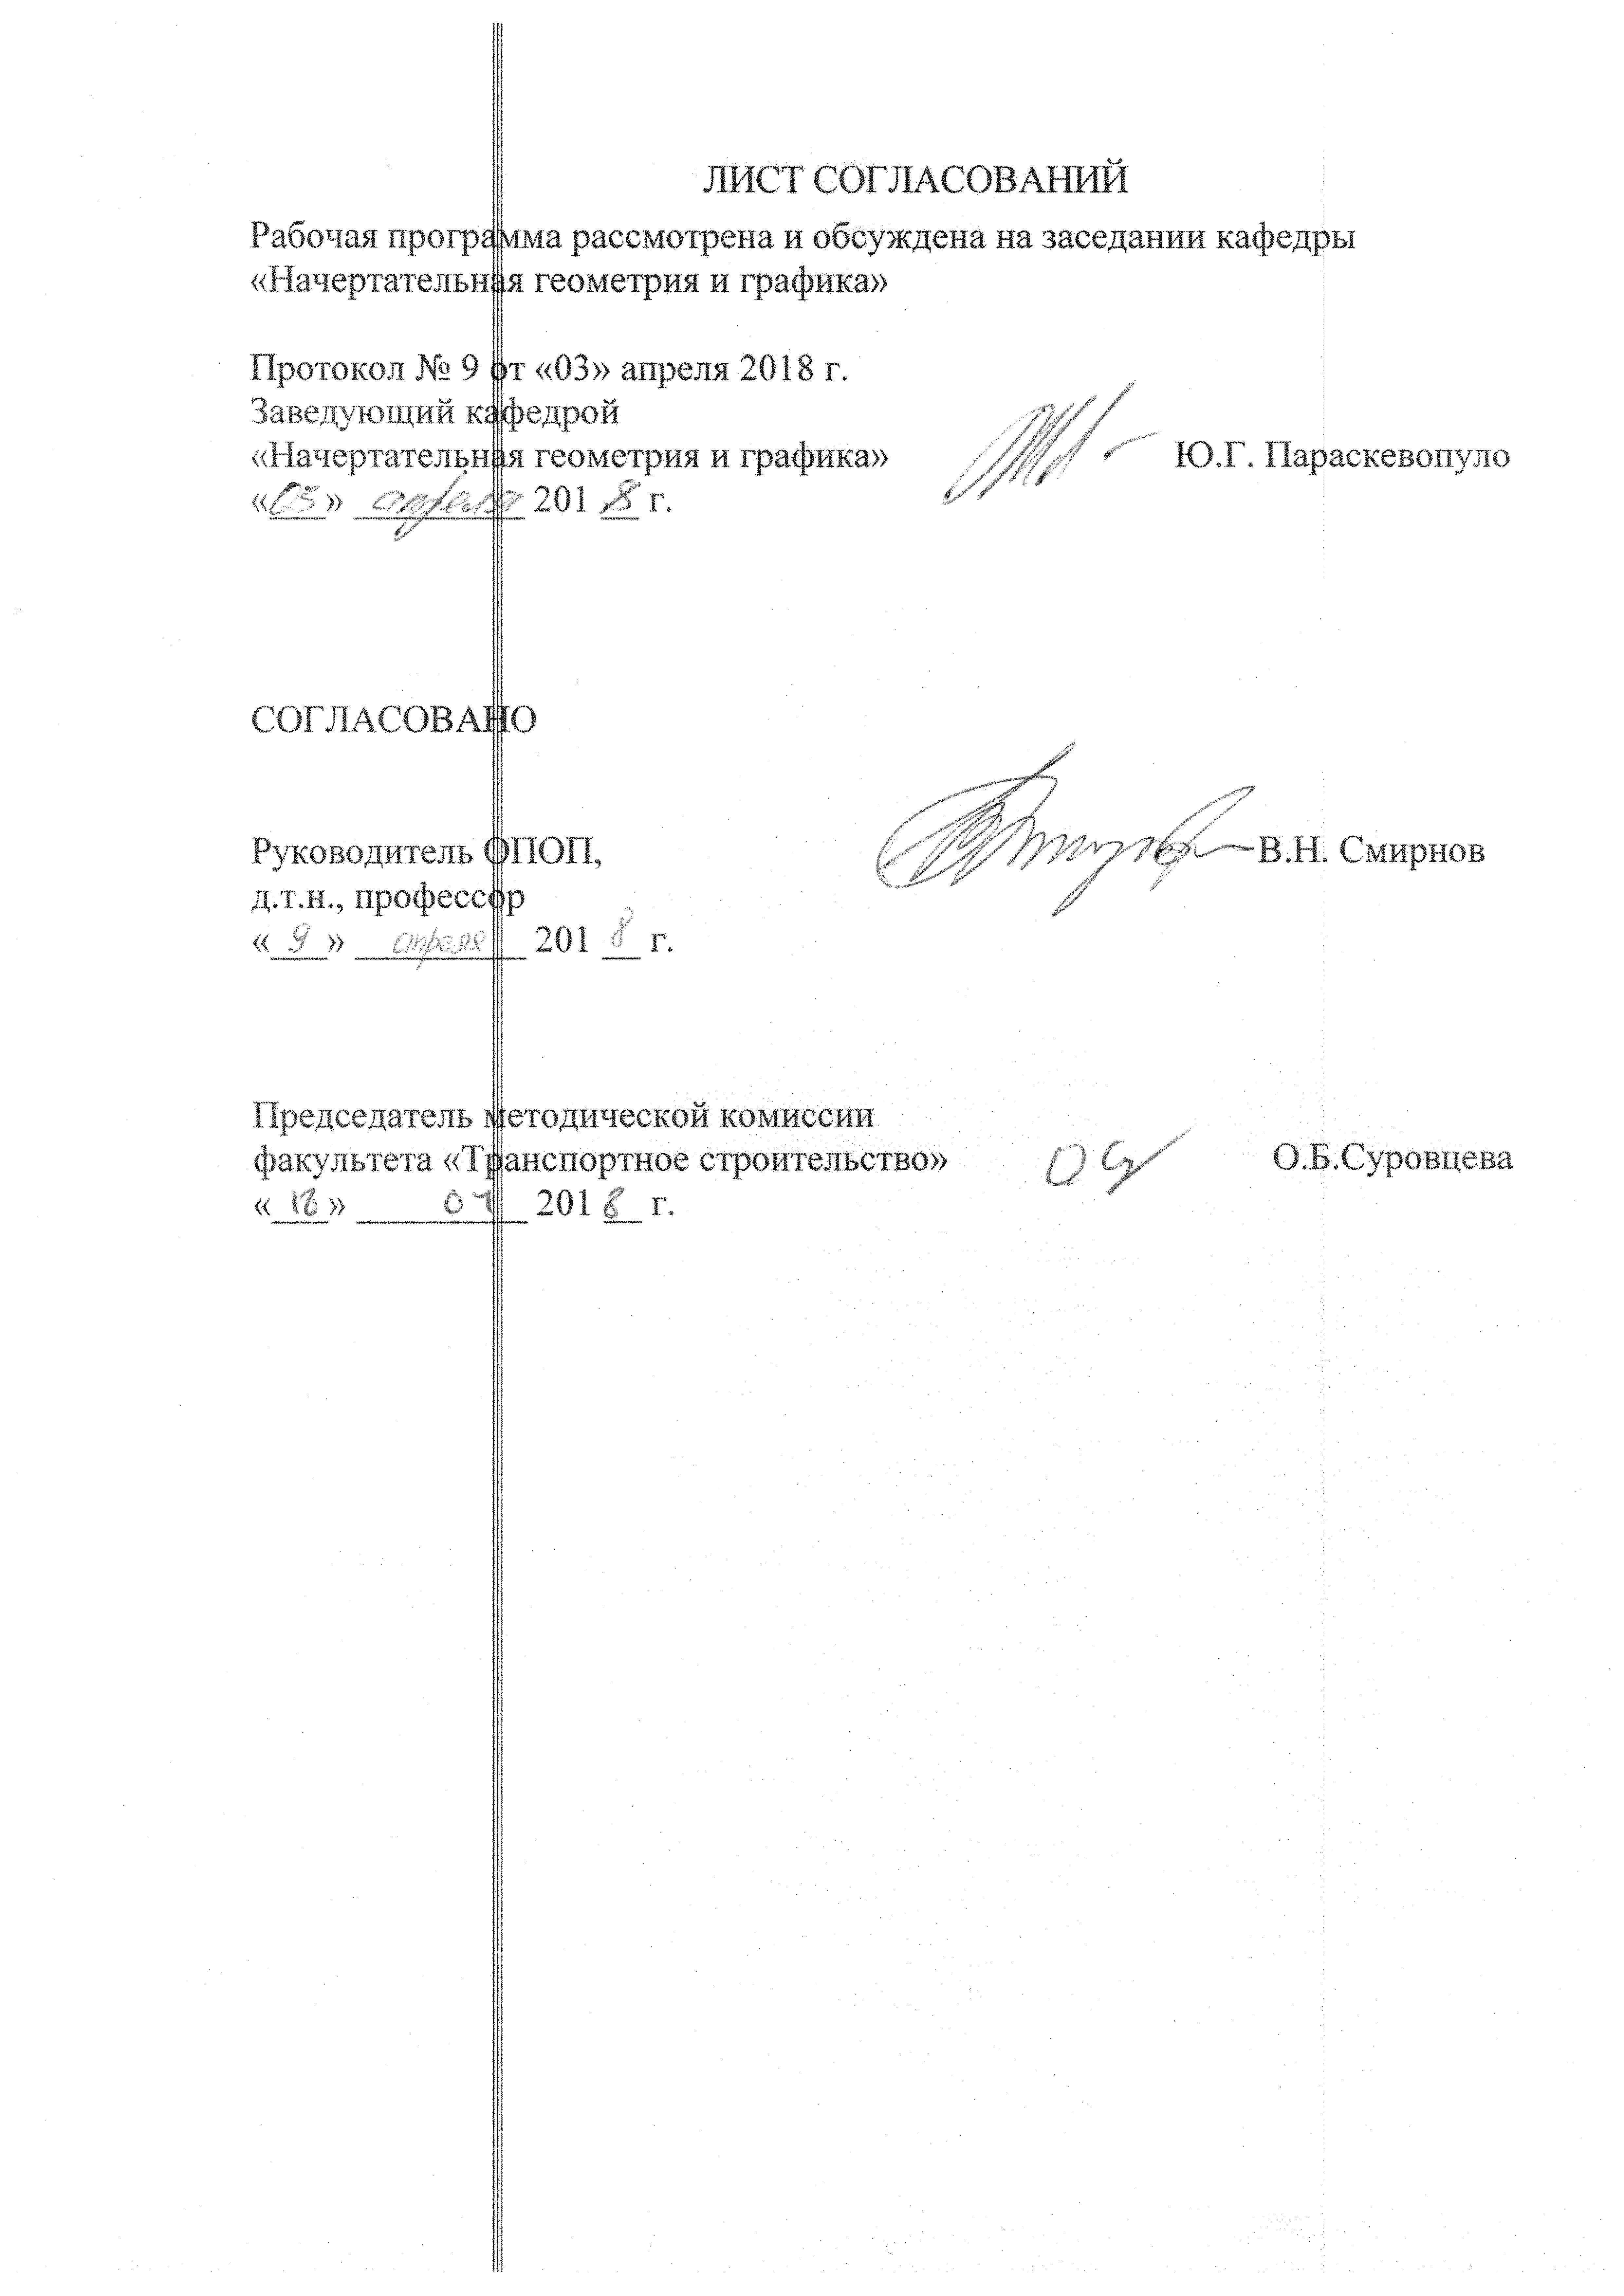 ЛИСТ СОГЛАСОВАНИЙ
Рабочая программа рассмотрена и обсуждена на заседании кафедры
«Начертательная геометрия и графика»
Протокол № 9 от «03» апреля 2018 г.
Заведующий кафедрой
«Начертательная геометрия и графика» Ю.Г. Параскевопуло
«03» апреля 2018 г.
СОГЛАСОВАНО
Руководитель ОПОП, В.Н. Смирнов
д.т.н., профессор
«9» апреля 2018 г.
Председатель методической комиссии
факультета «Транспортное строительство» О.Б.Суровцева
«18» 2018 г.